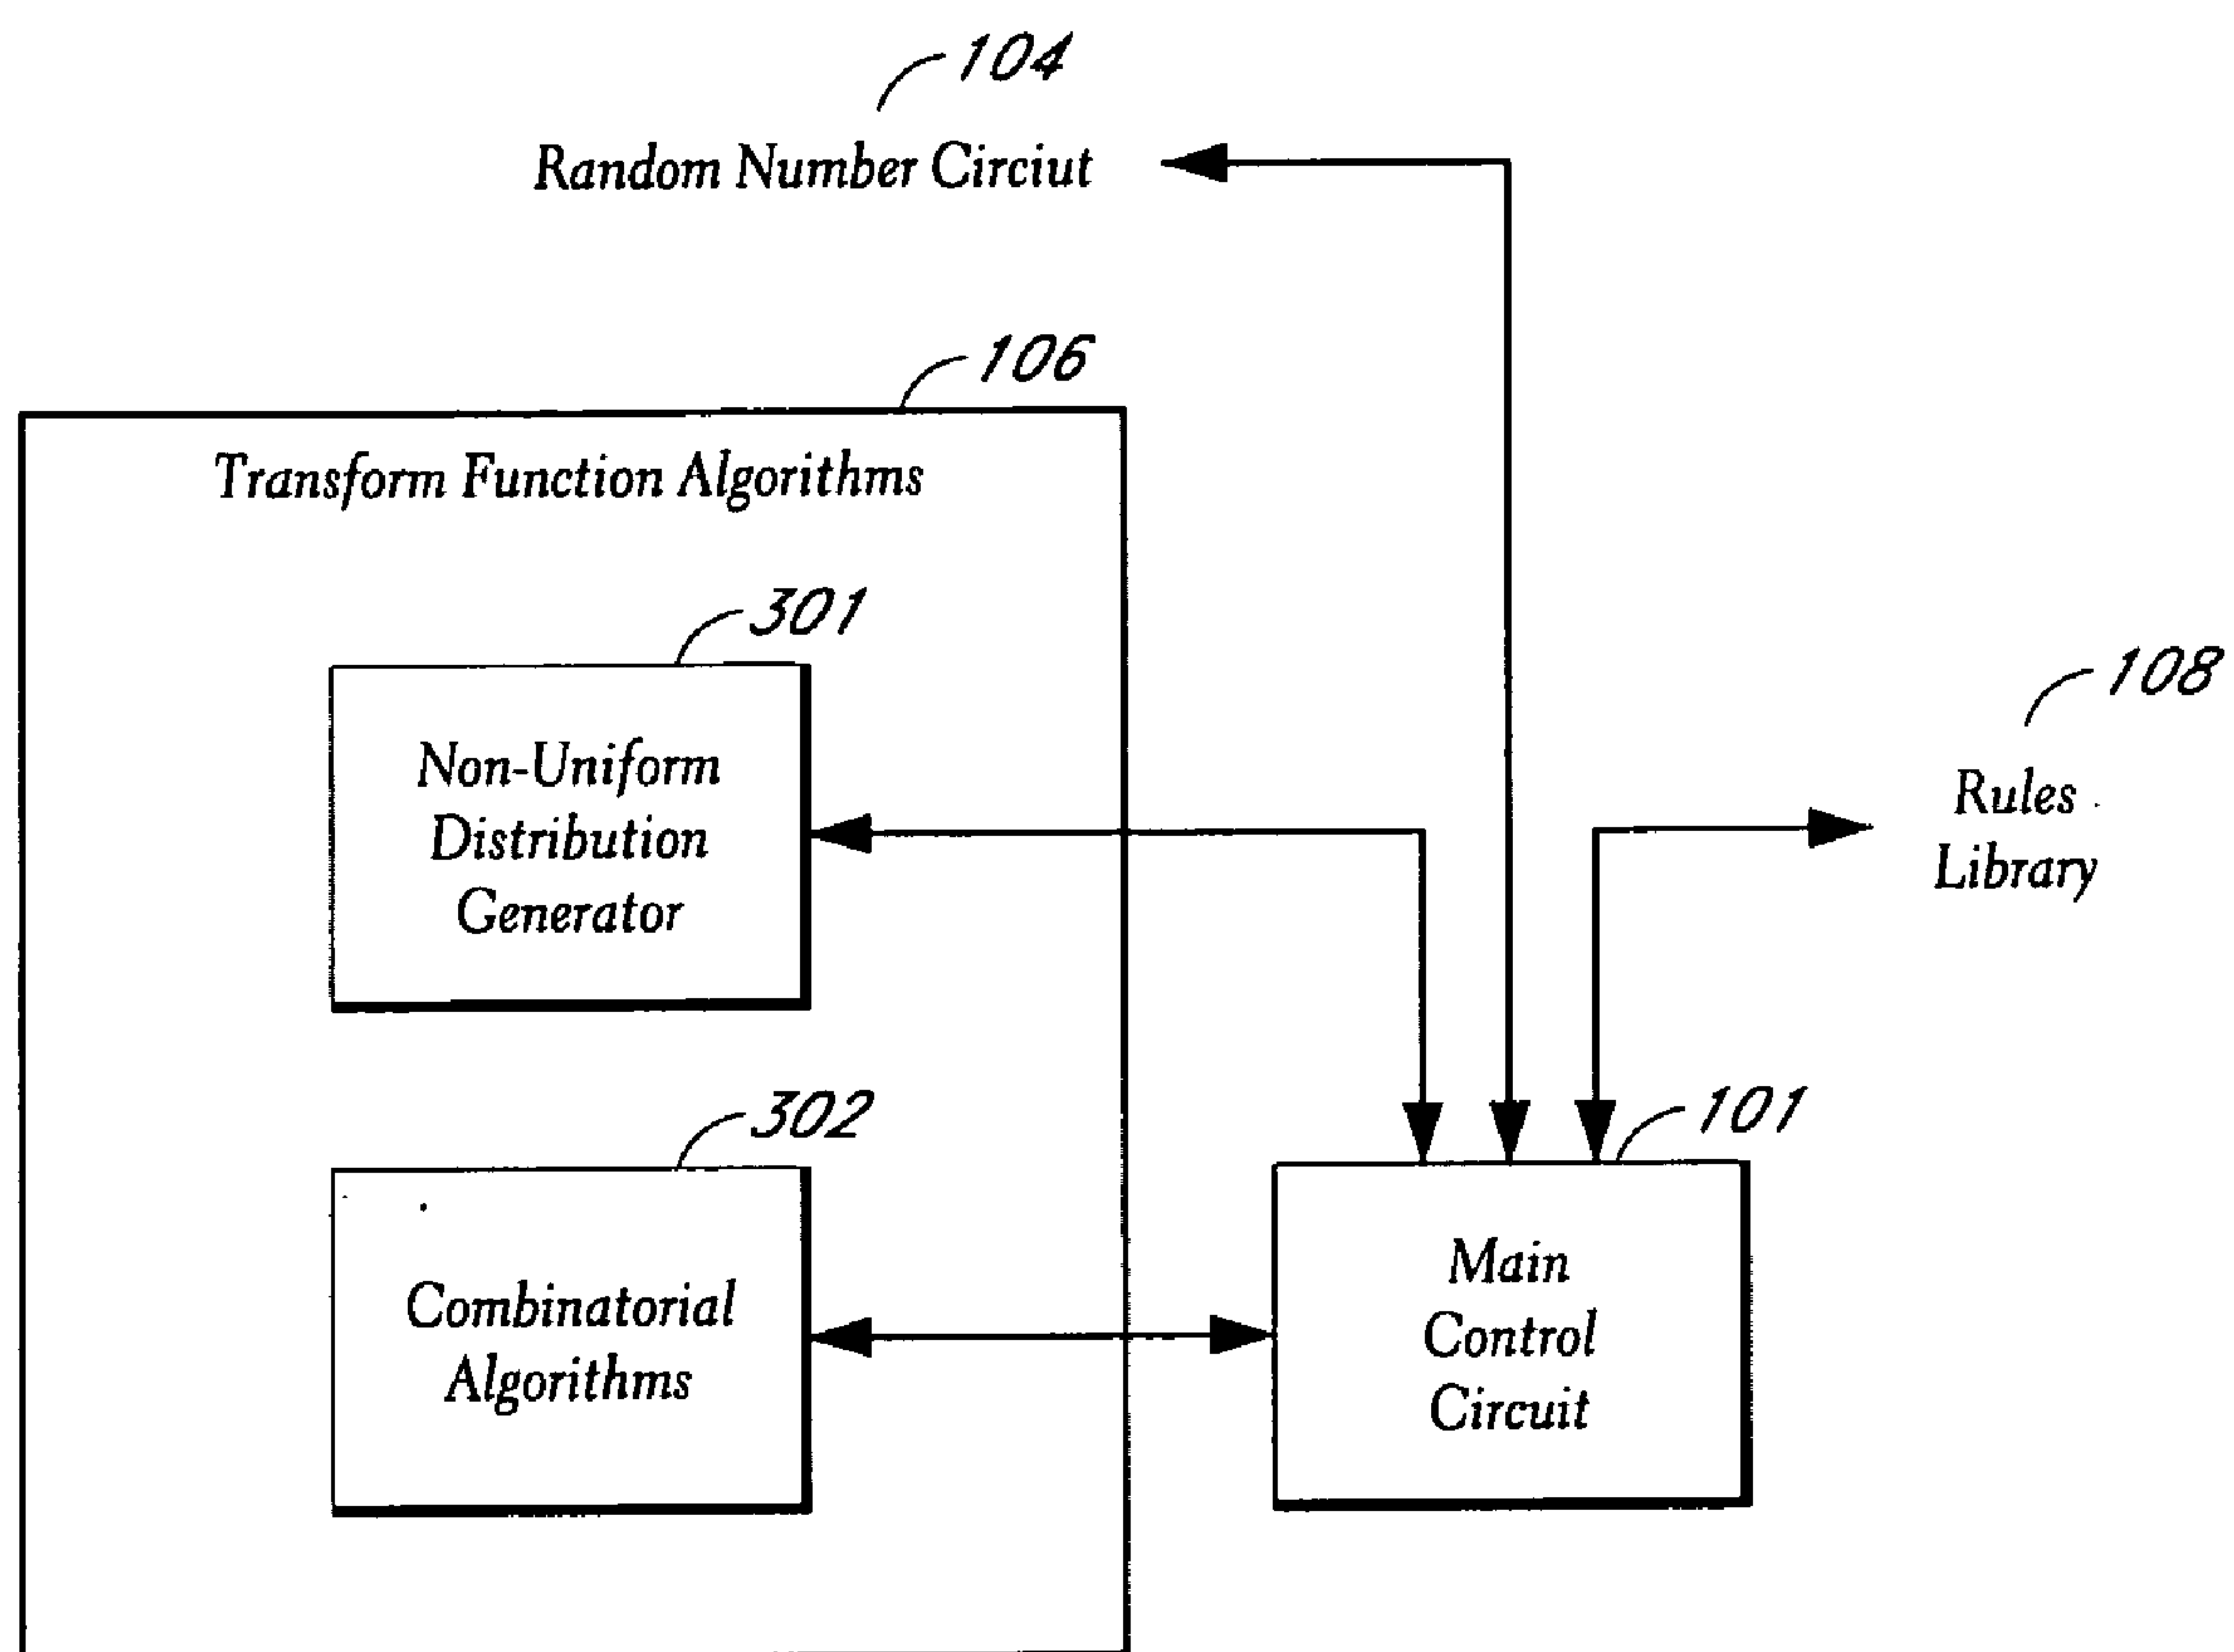 104
Random Number Circiut
106
Transform Function Algorithms
301
Non-Uniform
Distribution
Generator
108
Rules
Library
302
Combinatorial
Algorithms
101
Main
Control
Circuit